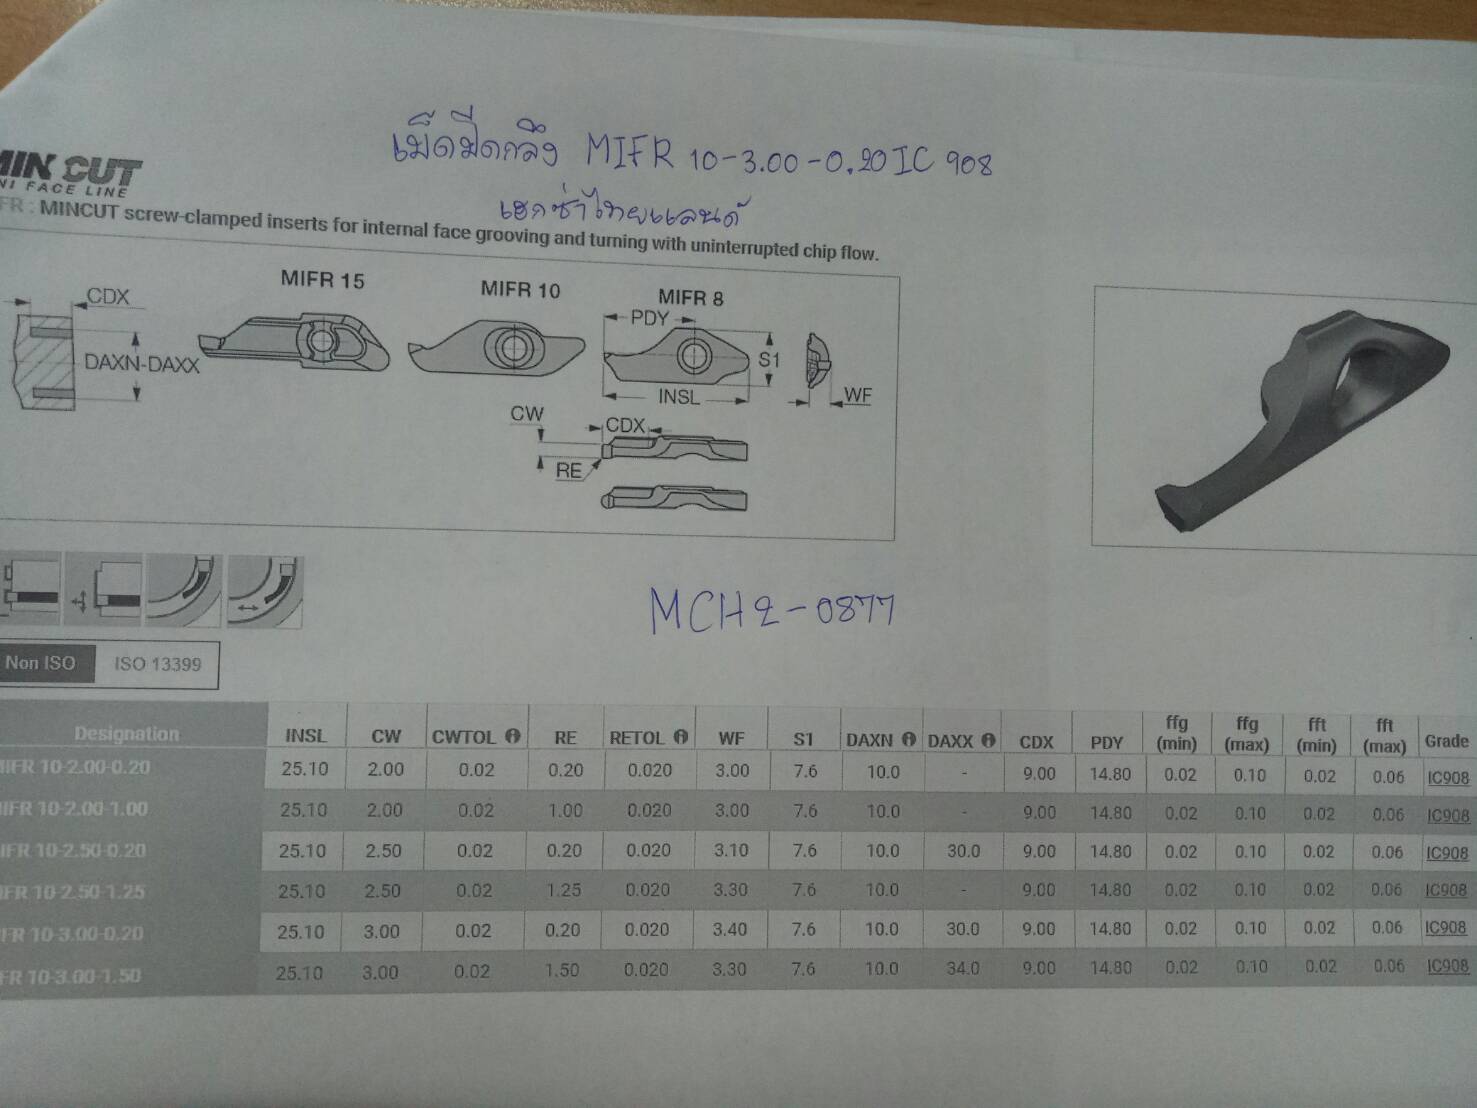 เม็ดมีดกลึง MIFR 10-3.00-0.20 IC 908
MIN CUT
NI FACE LINE
เฮกซ่าไทยแลนด์
FR : MINCUT screw-clamped inserts for internal face grooving and turning with uninterrupted chip flow.
MIFR 15 MIFR 10 MIFR 8
CDX
DAXN-DAXX
PDY
S1
INSL
WF
CW
CDX
RE
MCH2-0877
Non ISO ISO 13399
Designation INSL CW CWTOL RE RETOL WF S1 DAXN DAXX CDX PDY ffg (min) ffg (max) fft (min) fft (max) Grade
MIFR 10-2.00-0.20 25.10 2.00 0.02 0.20 0.020 3.00 7.6 10.0 - 9.00 14.80 0.02 0.10 0.02 0.06 IC908
IFR 10-2.00-1.00 25.10 2.00 0.02 1.00 0.020 3.00 7.6 10.0 - 9.00 14.80 0.02 0.10 0.02 0.06 IC908
IFR 10-2.50-0.20 25.10 2.50 0.02 0.20 0.020 3.10 7.6 10.0 30.0 9.00 14.80 0.02 0.10 0.02 0.06 IC908
IFR 10-2.50-1.25 25.10 2.50 0.02 1.25 0.020 3.30 7.6 10.0 - 9.00 14.80 0.02 0.10 0.02 0.06 IC908
FR 10-3.00-0.20 25.10 3.00 0.02 0.20 0.020 3.40 7.6 10.0 30.0 9.00 14.80 0.02 0.10 0.02 0.06 IC908
FR 10-3.00-1.50 25.10 3.00 0.02 1.50 0.020 3.30 7.6 10.0 34.0 9.00 14.80 0.02 0.10 0.02 0.06 IC908